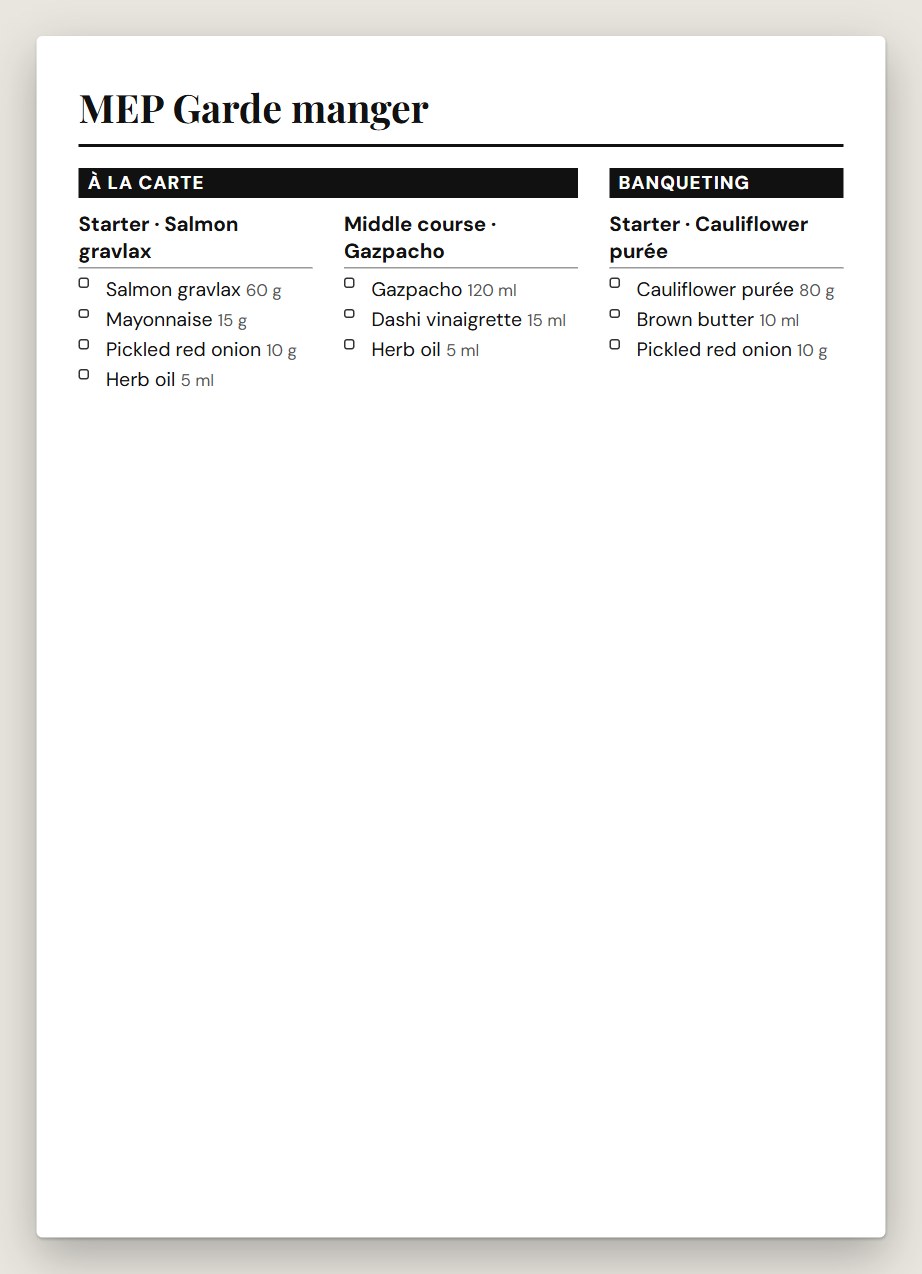 MEP Garde manger
À LA CARTE
Starter · Salmon
gravlax
Salmon gravlax 60 g
Mayonnaise 15 g
Pickled red onion 10 g
Herb oil 5 ml
Middle course ·
Gazpacho
Gazpacho 120 ml
Dashi vinaigrette 15 ml
Herb oil 5 ml
BANQUETING
Starter · Cauliflower
purée
Cauliflower purée 80 g
Brown butter 10 ml
Pickled red onion 10 g